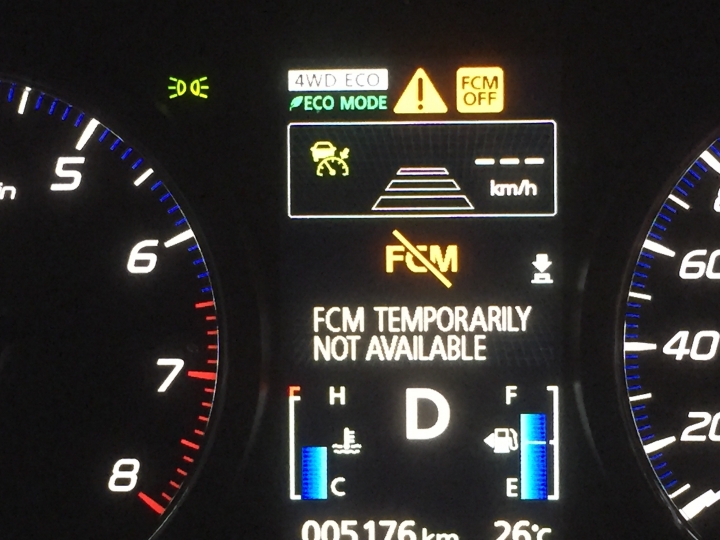 4WD ECO
ECO MODE
FCM
OFF
5
6
7
8
in
--- km/h
FCM
FCM TEMPORARILY
NOT AVAILABLE
H
C
D
F
E
60
40
20
005176 km
26°C